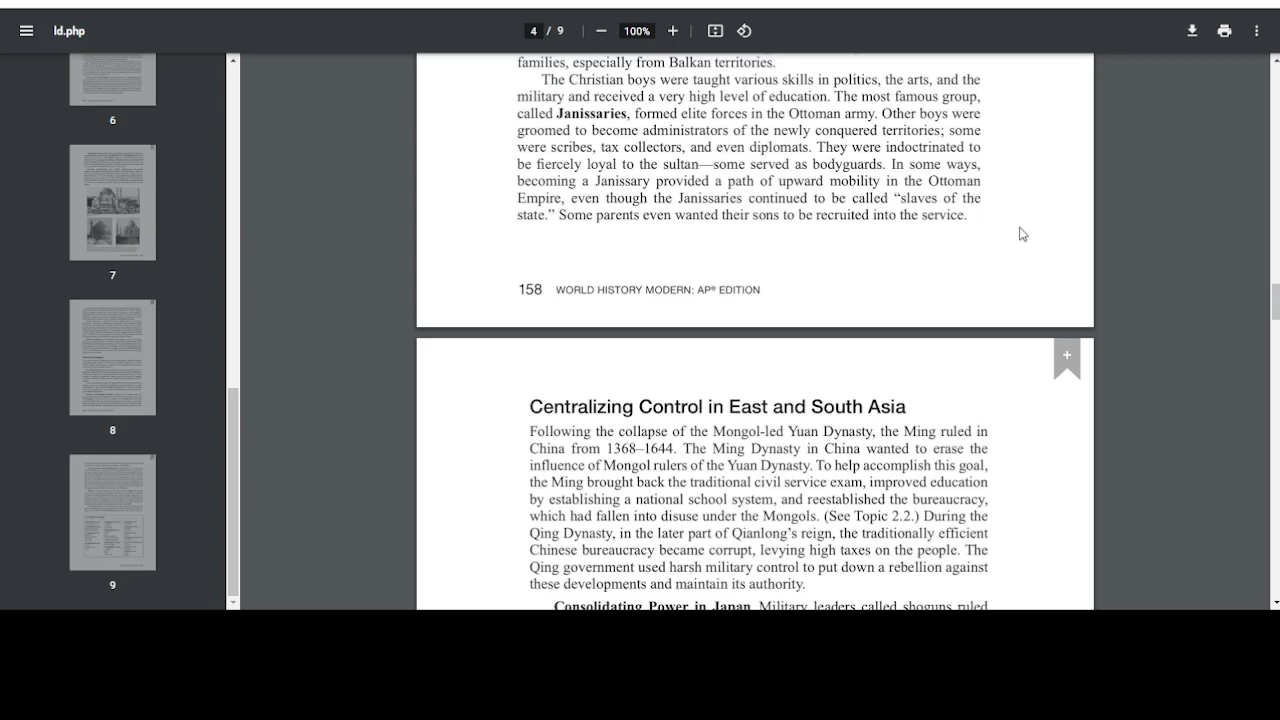 ld.php
4 / 9
100%
families, especially from Balkan territories.
The Christian boys were taught various skills in politics, the arts, and the
military and received a very high level of education. The most famous group,
called Janissaries, formed elite forces in the Ottoman army. Other boys were
groomed to become administrators of the newly conquered territories; some
were scribes, tax collectors, and even diplomats. They were indoctrinated to
be fiercely loyal to the sultan—some served as bodyguards. In some ways,
becoming a Janissary provided a path of upward mobility in the Ottoman
Empire, even though the Janissaries continued to be called “slaves of the
state.” Some parents even wanted their sons to be recruited into the service.
158 WORLD HISTORY MODERN: AP® EDITION
Centralizing Control in East and South Asia
Following the collapse of the Mongol-led Yuan Dynasty, the Ming ruled in
China from 1368–1644. The Ming Dynasty in China wanted to erase the
influence of Mongol rulers of the Yuan Dynasty. To help accomplish this goal,
the Ming brought back the traditional civil service exam, improved education
by establishing a national school system, and reestablished the bureaucracy,
which had fallen into disuse under the Mongols. (See Topic 2.2.) During the
Qing Dynasty, in the later part of Qianlong’s reign, the traditionally efficient
Chinese bureaucracy became corrupt, levying high taxes on the people. The
Qing government used harsh military control to put down a rebellion against
these developments and maintain its authority.
Consolidating Power in Japan Military leaders called shoguns ruled
6
7
8
9